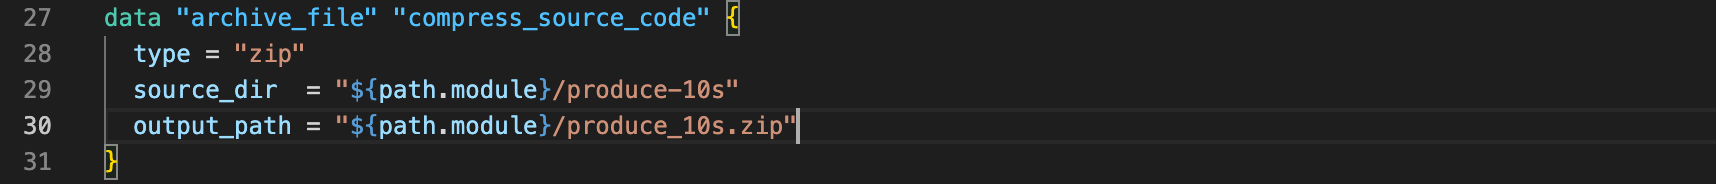 27 data "archive_file" "compress_source_code" {
28 type = "zip"
29 source_dir  = "${path.module}/produce-10s"
30 output_path = "${path.module}/produce_10s.zip"
31 }